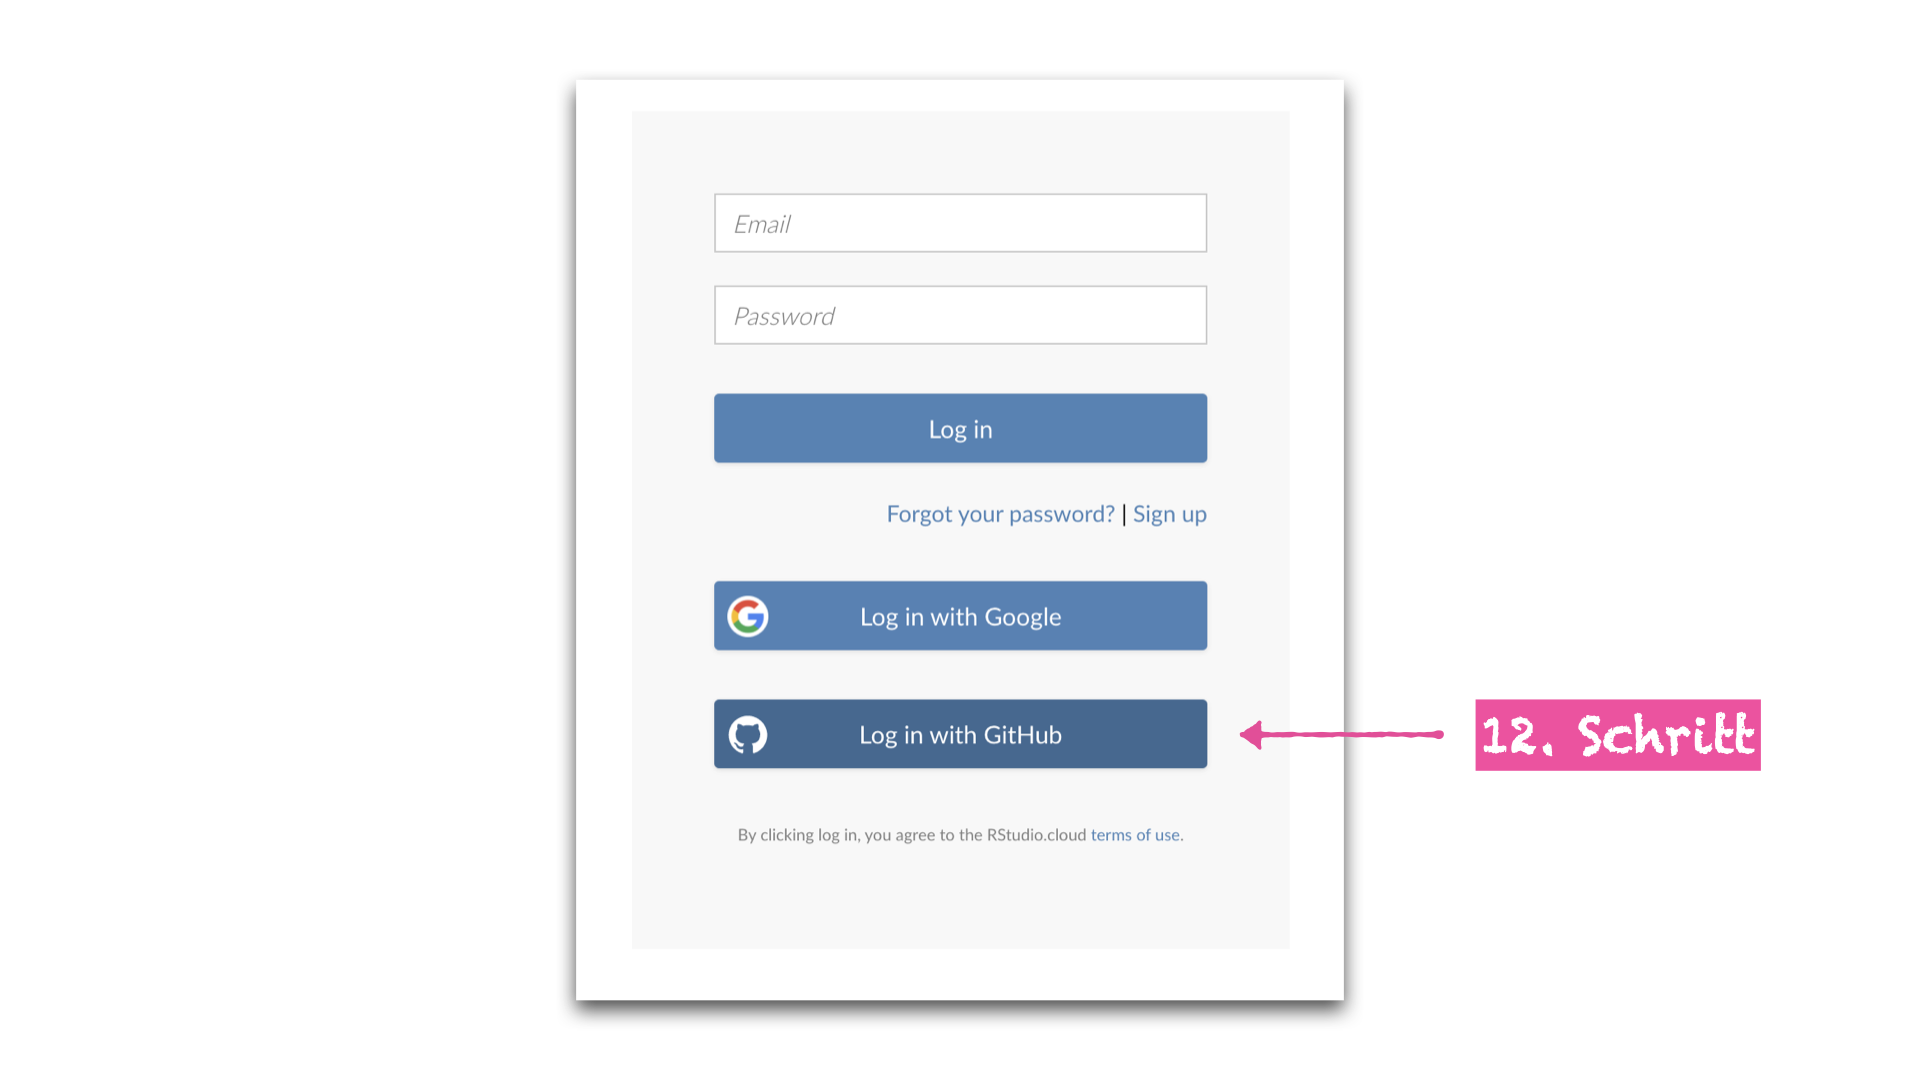 Email
Password
Log in
Forgot your password? | Sign up
Log in with Google
Log in with GitHub
12. Schritt
By clicking log in, you agree to the RStudio.cloud terms of use.